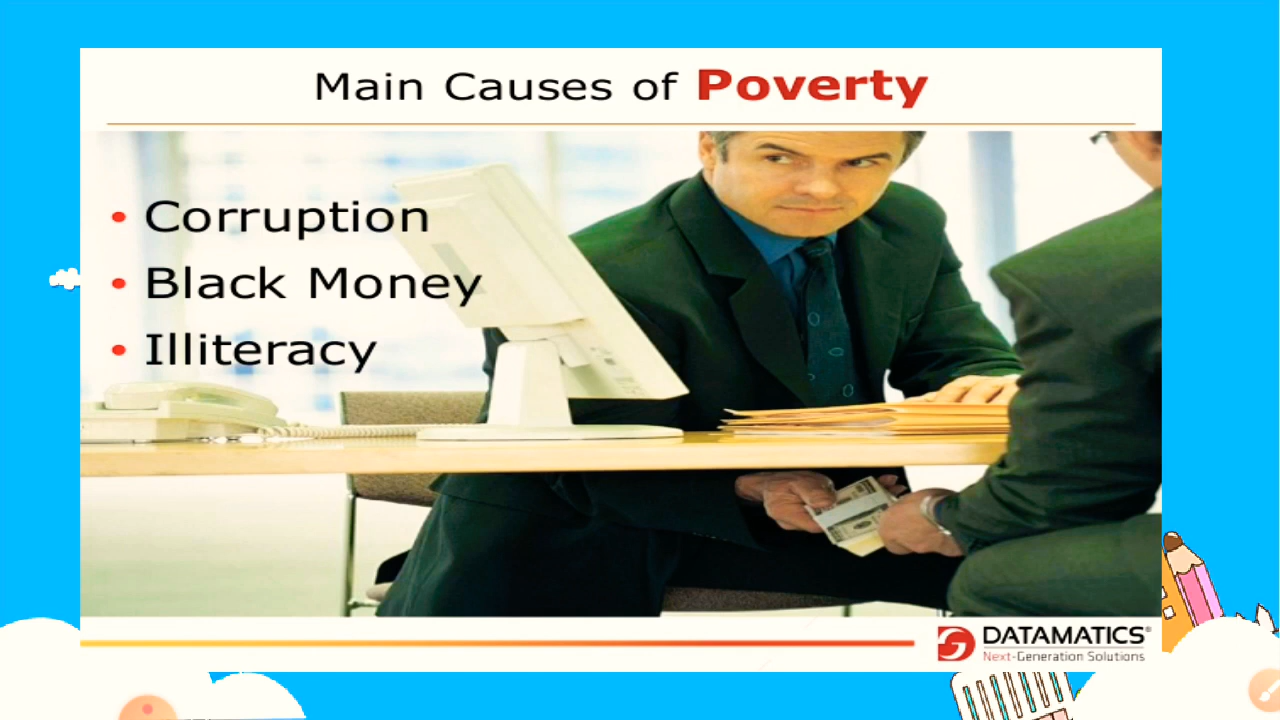 Main Causes of Poverty
• Corruption
• Black Money
• Illiteracy
DATAMATICS®
Next-Generation Solutions